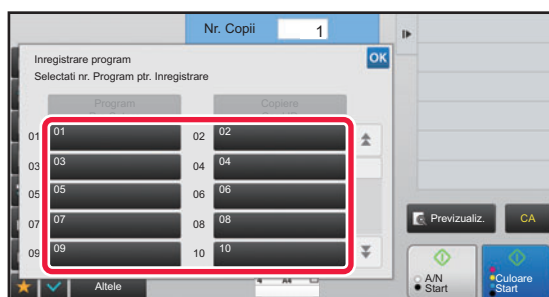 Nr. Copii 1
Inregistrare program
OK
Selectati nr. Program ptr. Inregistrare
Program
Copiere
01 01 02 02
03 03 04 04
05 05 06 06
07 07 08 08
09 09 10 10
Previzualiz. CA
Altele
A4
A/N
Start
Culoare
Start